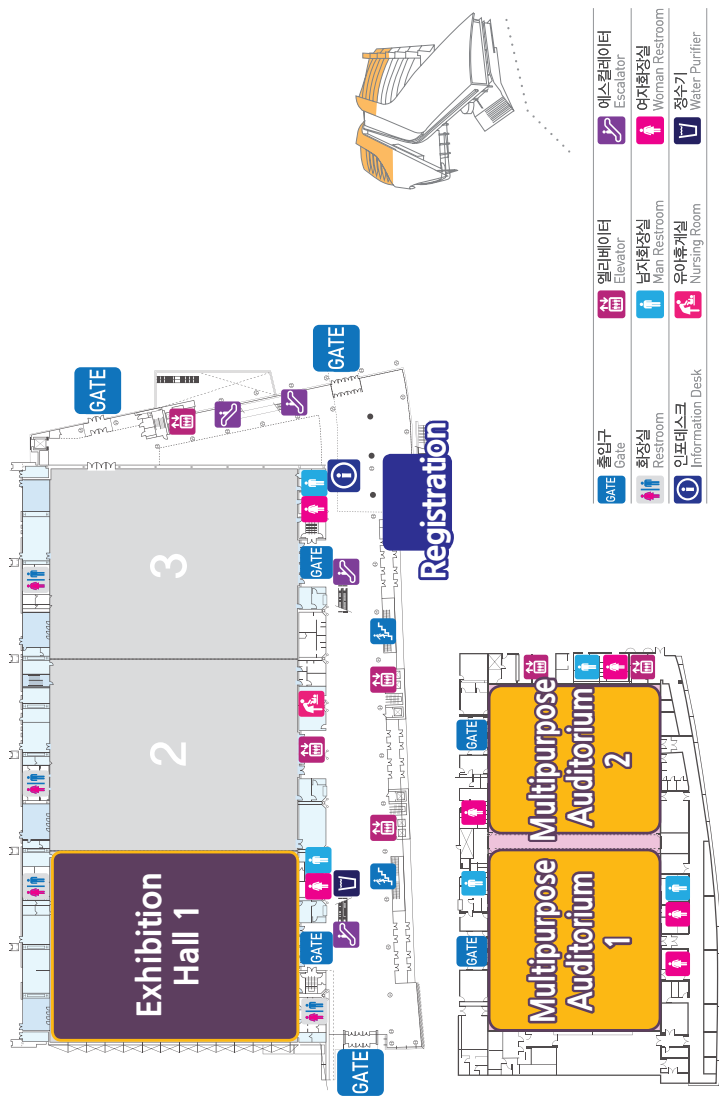 출입구
Gate
GATE
엘리베이터
Elevator
에스컬레이터
Escalator
화장실
Restroom
남자화장실
Man Restroom
여자화장실
Woman Restroom
인포데스크
Information Desk
유아휴게실
Nursing Room
정수기
Water Purifier
GATE
GATE
GATE
GATE
GATE
Exhibition
Hall 1
2
3
Registration
GATE
GATE
Multipurpose
Auditorium
1
Multipurpose
Auditorium
2